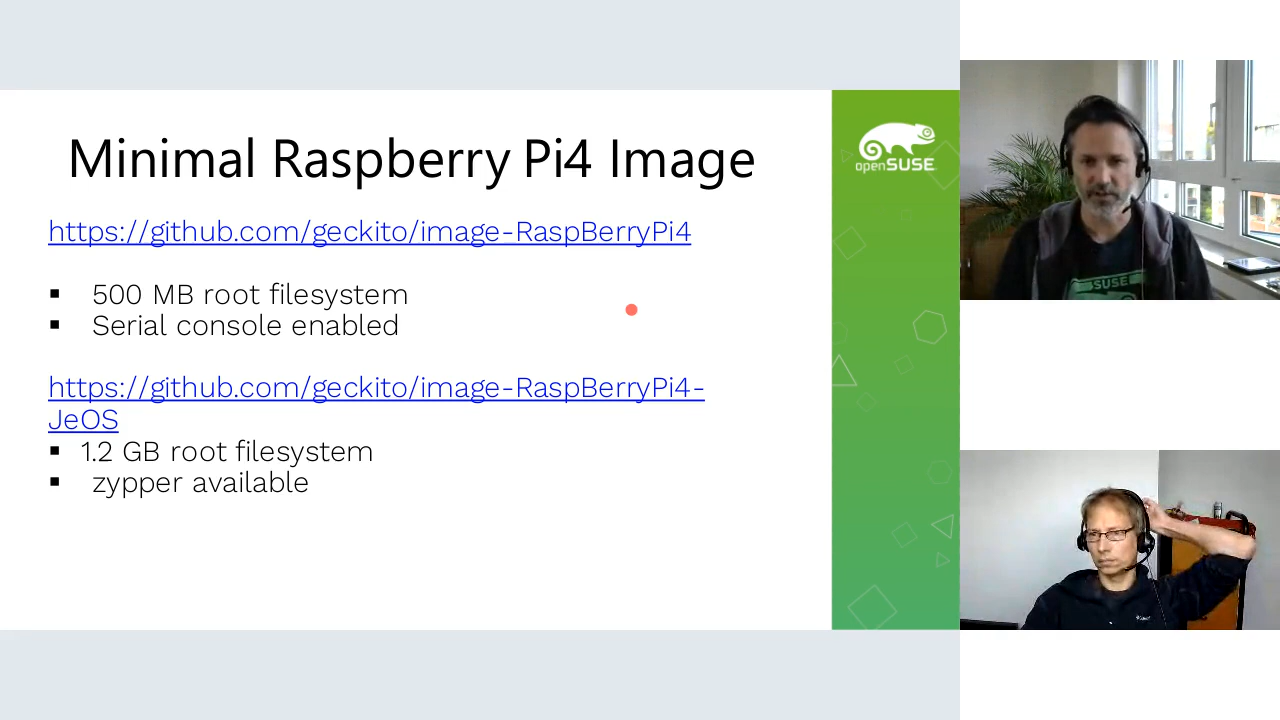 Minimal Raspberry Pi4 Image
https://github.com/geckito/image-RaspBerryPi4
▪ 500 MB root filesystem
▪ Serial console enabled
https://github.com/geckito/image-RaspBerryPi4-
JeOS
▪ 1.2 GB root filesystem
▪ zypper available
openSUSE
SUSE